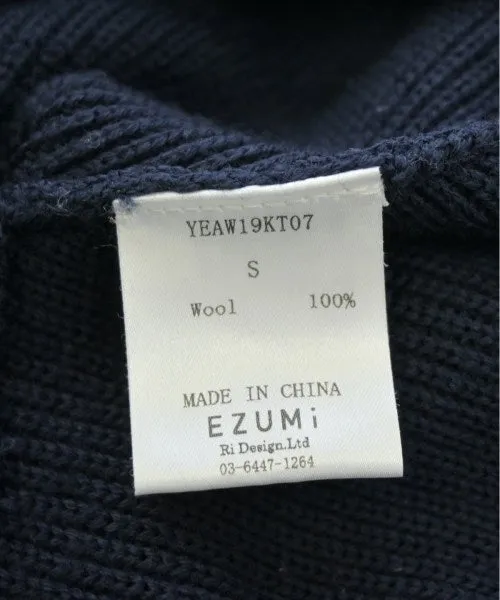 YEAW19KT07
S
Wool 100%
MADE IN CHINA
EZUMi
Ri Design.Ltd
03-6447-1264